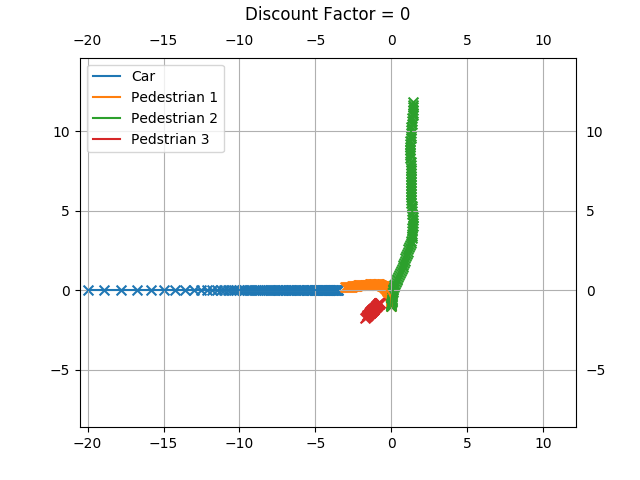 Discount Factor = 0
−20 −15 −10 −5 0 5 10
Car
Pedestrian 1
Pedestrian 2
Pedstrian 3
10 10
5 5
0 0
−5 −5
−20 −15 −10 −5 0 5 10